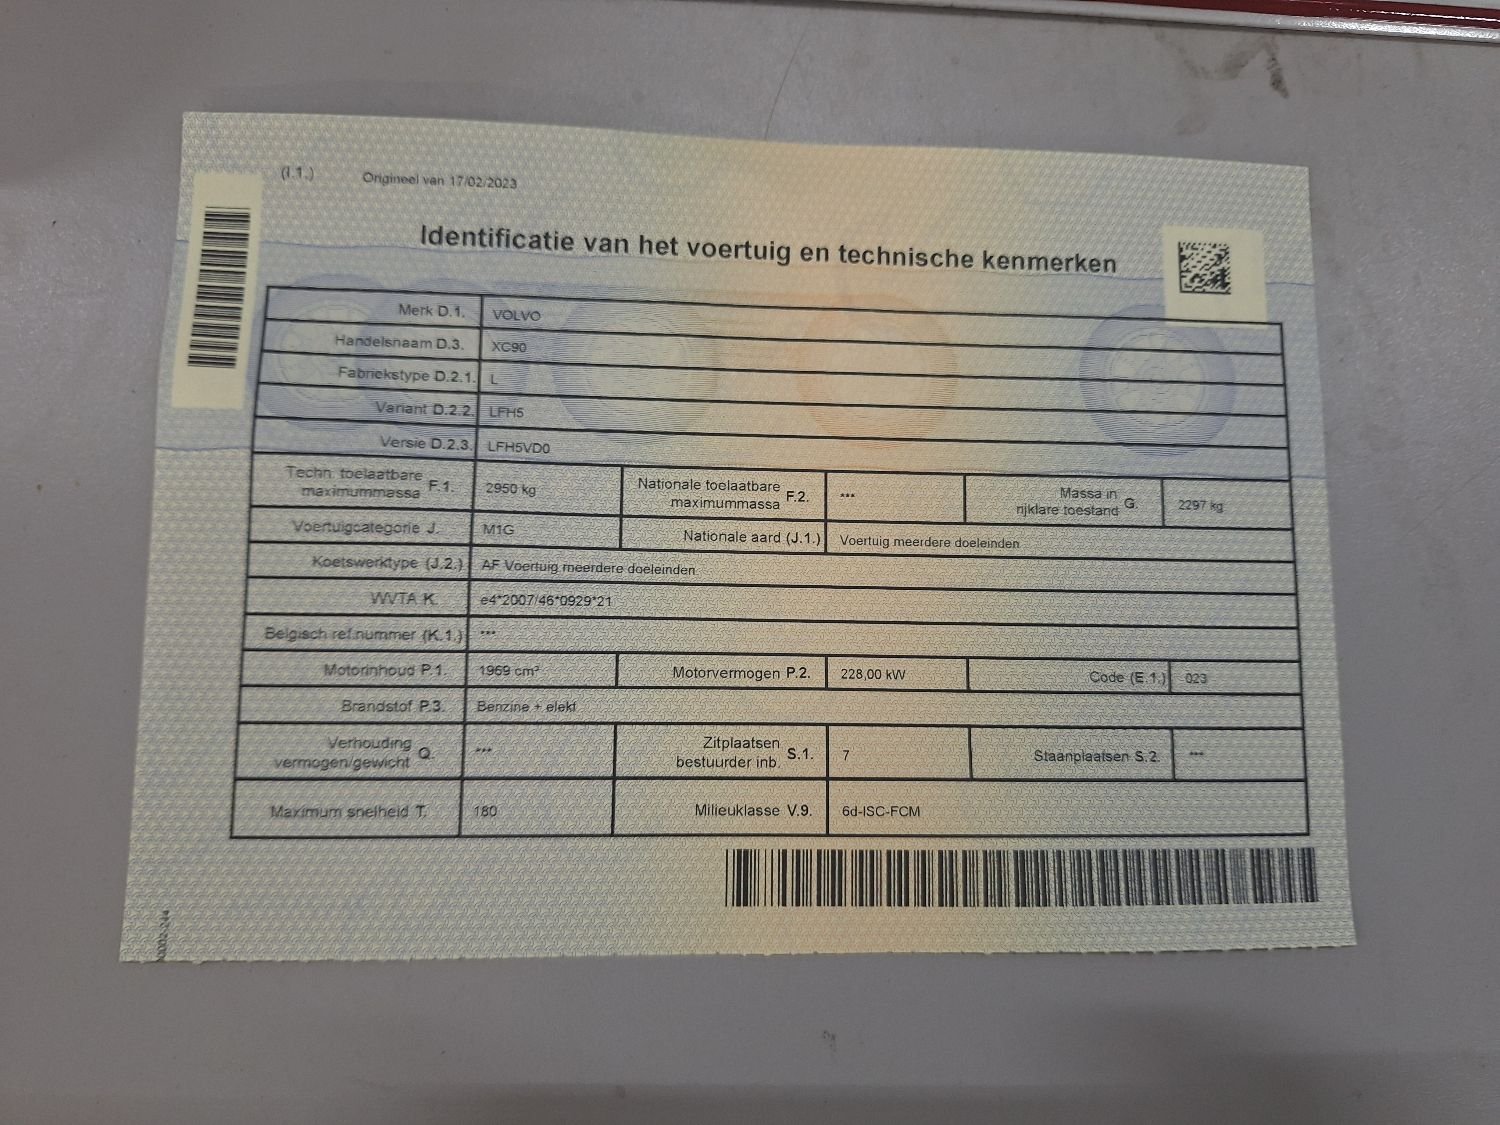 (I.1.) Origineel van 17/02/2023
Identificatie van het voertuig en technische kenmerken
Merk D.1. VOLVO
Handelsnaam D.3. XC90
Fabriekstype D.2.1. L
Variant D.2.2. LFH5
Versie D.2.3. LFH5VD0
Techn. toelaatbare maximummassa F.1. 2950 kg Nationale toelaatbare maximummassa F.2. *** Massa in rijklare toestand G. 2297 kg
Voertuigcategorie J. M1G Nationale aard (J.1.) Voertuig meerdere doeleinden
Koetswerktype (J.2.) AF Voertuig meerdere doeleinden
WVTA K. e4*2007/46*0929*21
Belgisch ref.nummer (K.1.) ***
Motorinhoud P.1. 1969 cm³ Motorvermogen P.2. 228,00 kW Code (E.1.) 023
Brandstof P.3. Benzine + elekt
Verhouding vermogen/gewicht Q. *** Zitplaatsen bestuurder inb. S.1. 7 Staanplaatsen S.2. ***
Maximum snelheid T. 180 Milieuklasse V.9. 6d-ISC-FCM